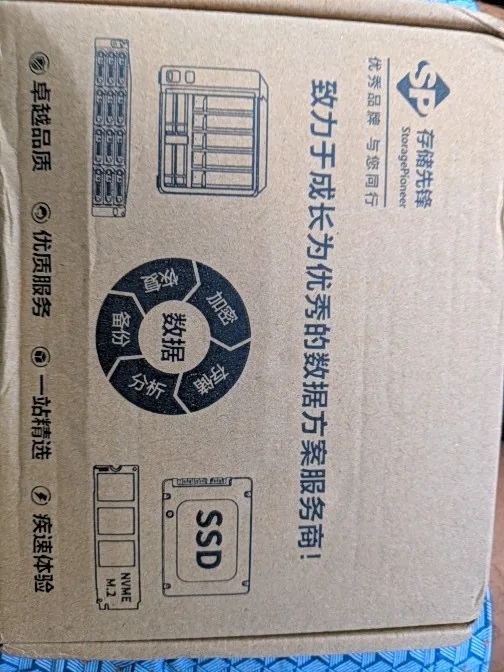 SP
存储先锋
StoragePioneer
优秀品牌 与您同行
致力于成长为优秀的数据方案服务商!
加密
存储
分析
备份
容灾
数据
SSD
NVME
M.2
卓越品质
优质服务
一站精选
疾速体验